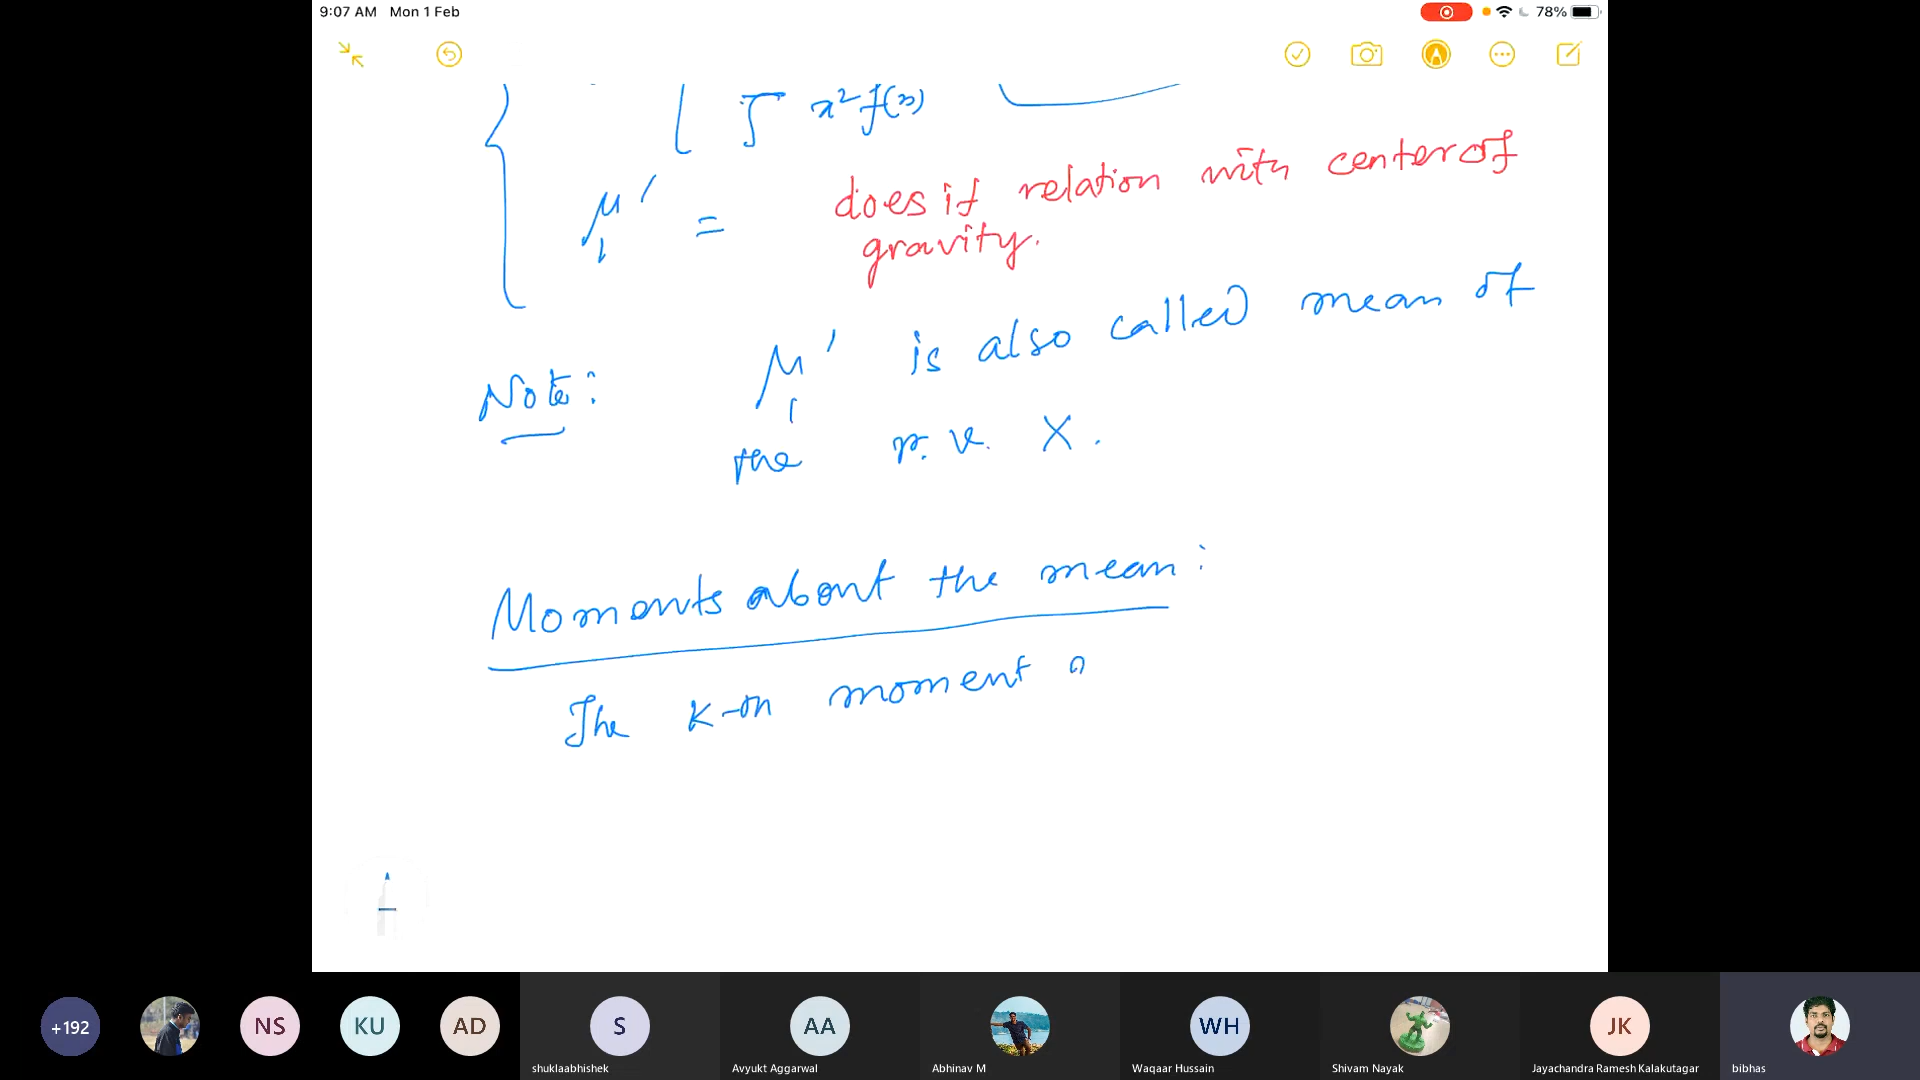 9:07 AM Mon 1 Feb
78%
∫ x² f(x)
μ₁′ = does it relation with center of
gravity.
Note: μ₁′ is also called mean of
the r.v. X.
Moments about the mean:
The K-th moment o
+192
NS
KU
AD
S
shuklaabhishek
AA
Avyukt Aggarwal
Abhinav M
WH
Waqaar Hussain
Shivam Nayak
JK
Jayachandra Ramesh Kalakutagar
bibhas